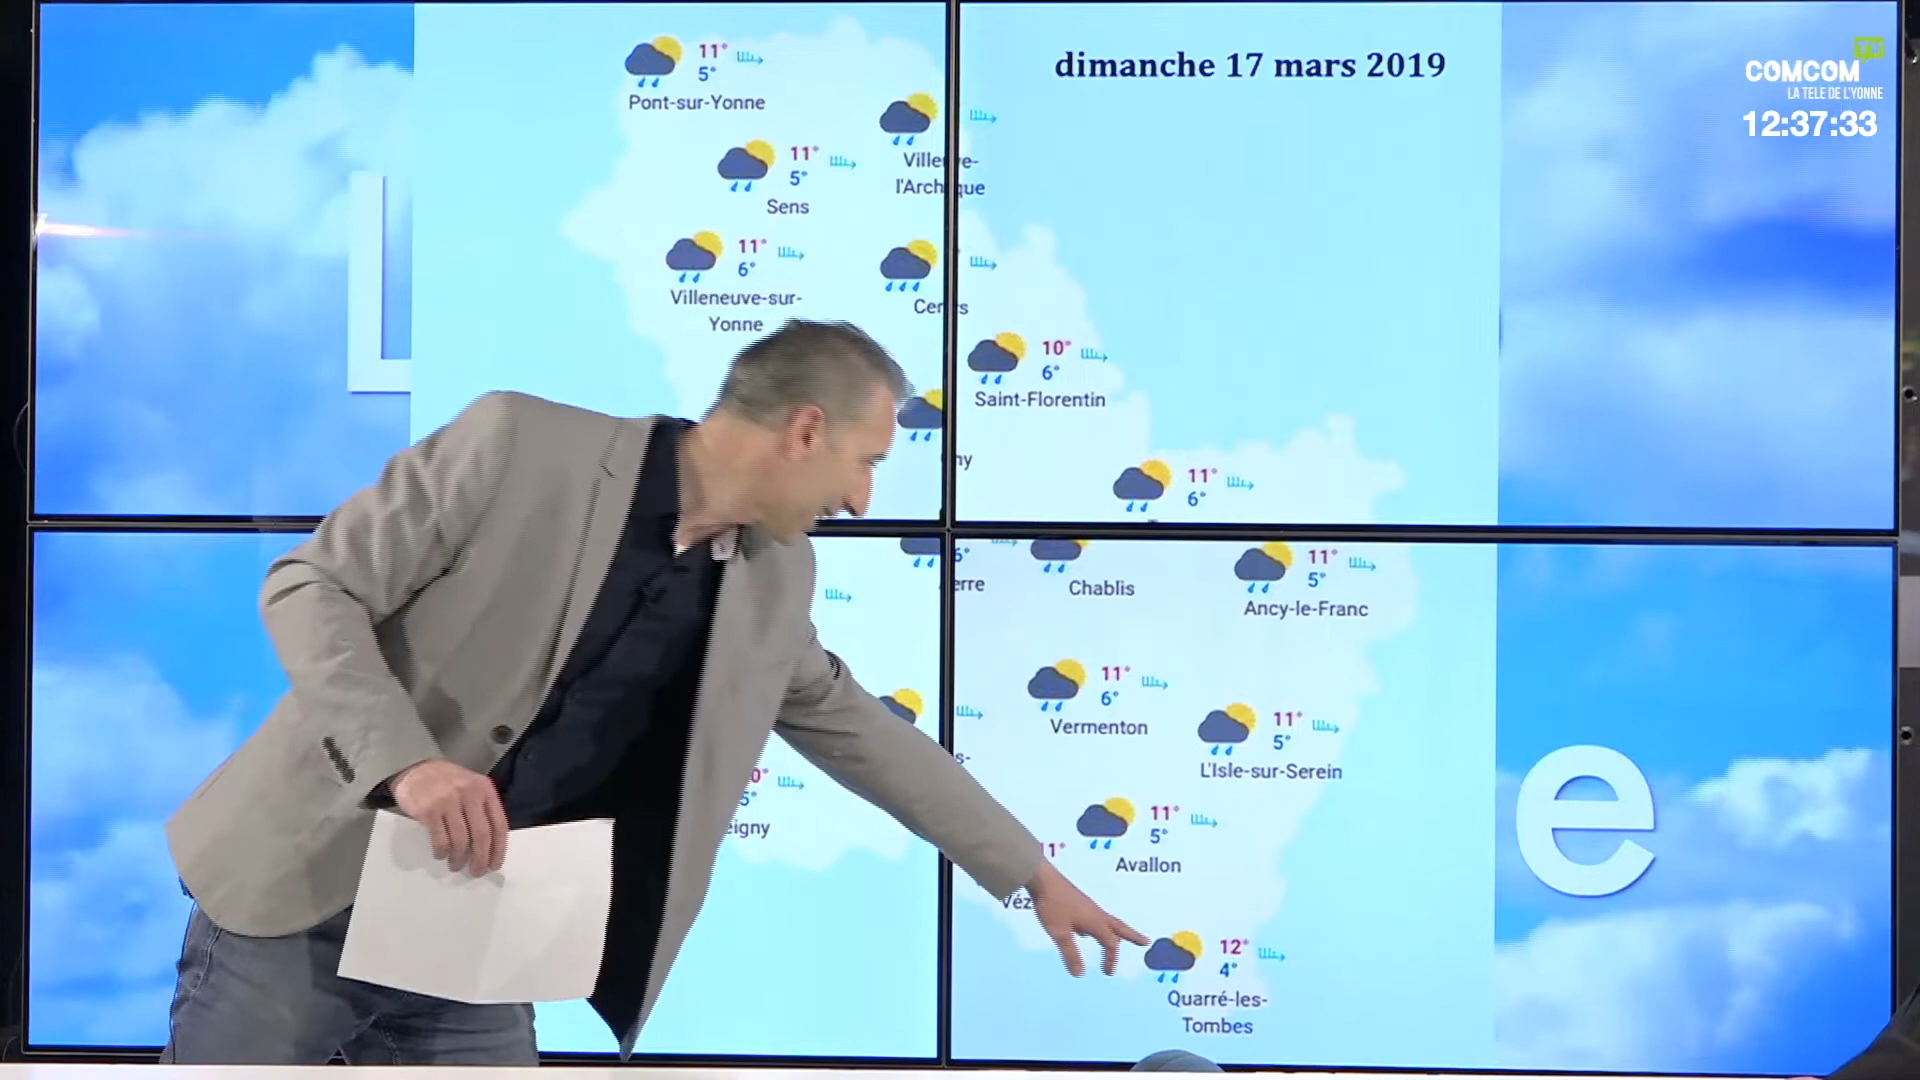 dimanche 17 mars 2019
TV
COMCOM
LA TELE DE L'YONNE
12:37:33
11°
5°
Pont-sur-Yonne
11°
5°
Sens
11°
6°
Villeneuve-sur-
Yonne
10°
6°
Saint-Florentin
11°
6°
Chablis
11°
5°
Ancy-le-Franc
11°
6°
Vermenton
11°
5°
L'Isle-sur-Serein
11°
5°
Avallon
11°
12°
4°
Quarré-les-
Tombes
L
e